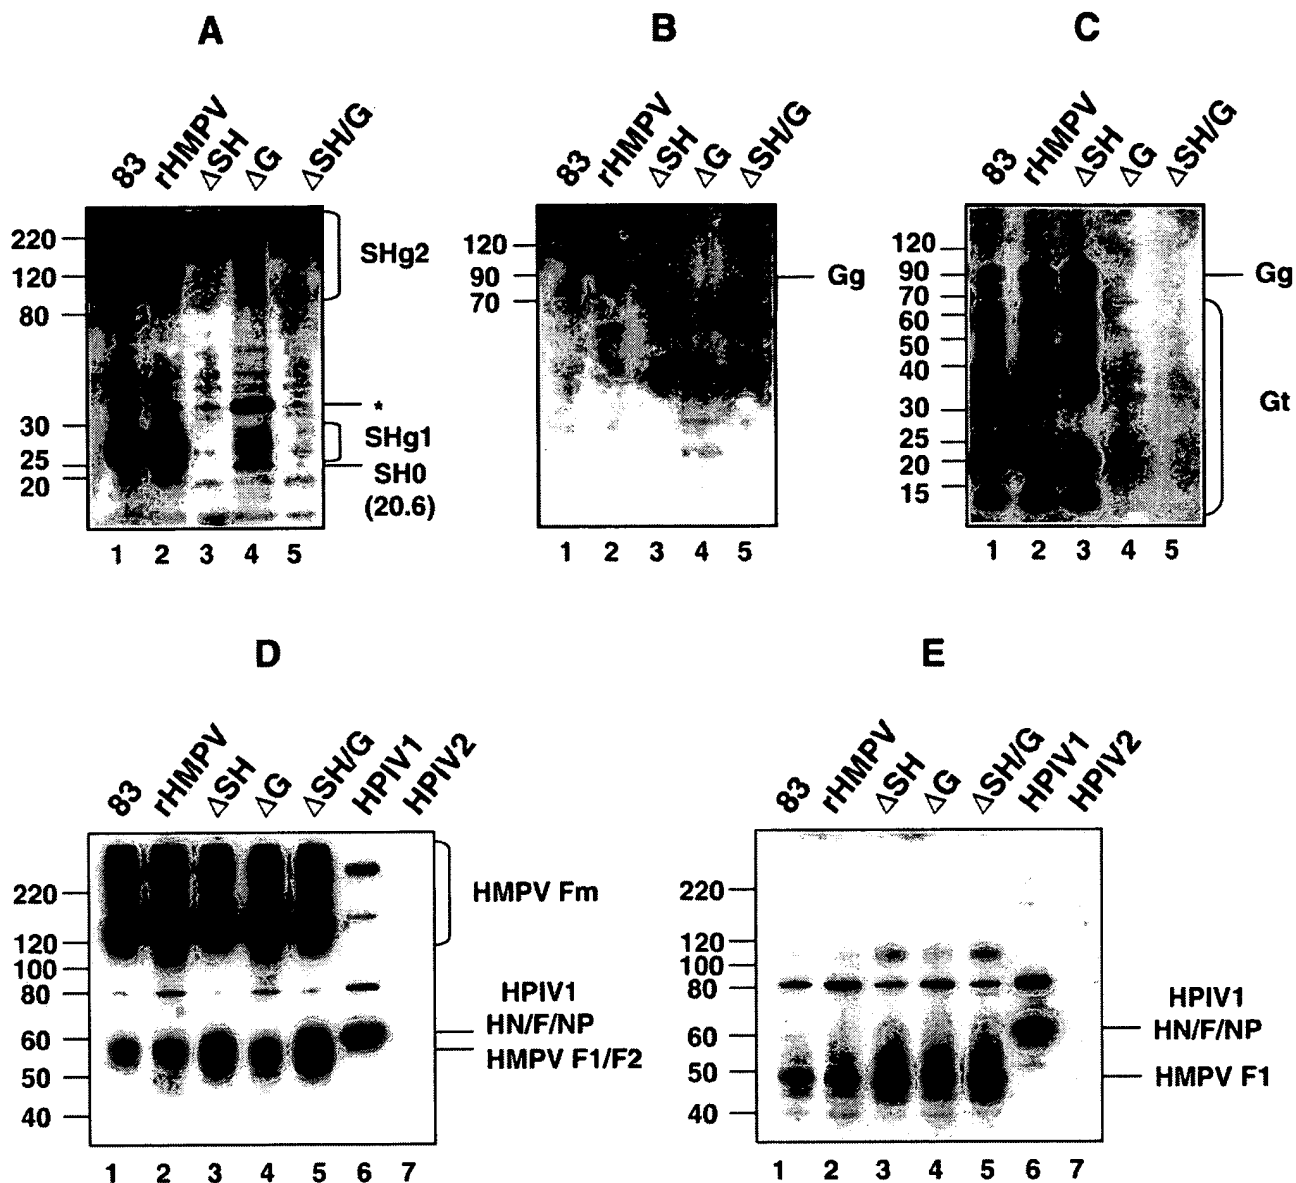 A
83 rHMPV ΔSH ΔG ΔSH/G
220
120
80
30
25
20
SHg2
*
SHg1
SH0
(20.6)
1 2 3 4 5
B
83 rHMPV ΔSH ΔG ΔSH/G
120
90
70
Gg
1 2 3 4 5
C
83 rHMPV ΔSH ΔG ΔSH/G
120
90
70
60
50
40
30
25
20
15
Gg
Gt
1 2 3 4 5
D
83 rHMPV ΔSH ΔG ΔSH/G HPIV1 HPIV2
220
120
100
80
60
50
40
HMPV Fm
HPIV1
HN/F/NP
HMPV F1/F2
1 2 3 4 5 6 7
E
83 rHMPV ΔSH ΔG ΔSH/G HPIV1 HPIV2
220
120
100
80
60
50
40
HPIV1
HN/F/NP
HMPV F1
1 2 3 4 5 6 7